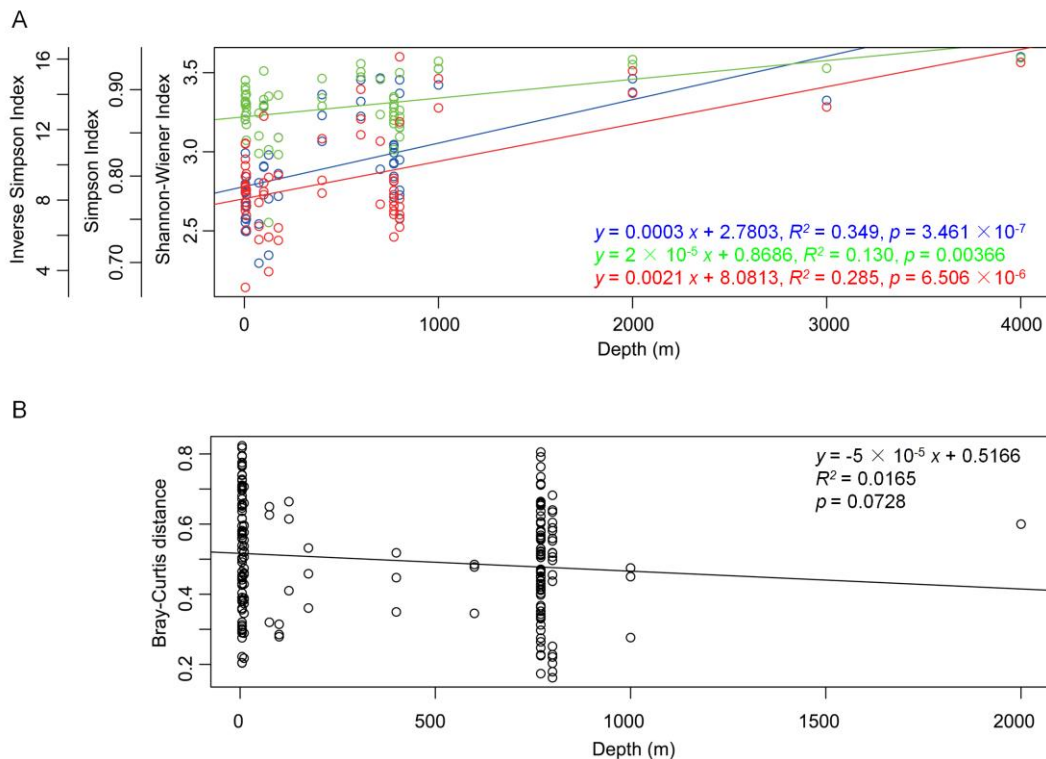 A
Inverse Simpson Index
4 6 8 10 12 14 16
Simpson Index
0.70 0.80 0.90
Shannon-Wiener Index
2.5 3.0 3.5
y = 0.0003 x + 2.7803, R² = 0.349, p = 3.461 ×10⁻⁷
y = 2 × 10⁻⁵ x + 0.8686, R² = 0.130, p = 0.00366
y = 0.0021 x + 8.0813, R² = 0.285, p = 6.506 ×10⁻⁶
0 1000 2000 3000 4000
Depth (m)
B
Bray-Curtis distance
0.2 0.4 0.6 0.8
y = -5 × 10⁻⁵ x + 0.5166
R² = 0.0165
p = 0.0728
0 500 1000 1500 2000
Depth (m)